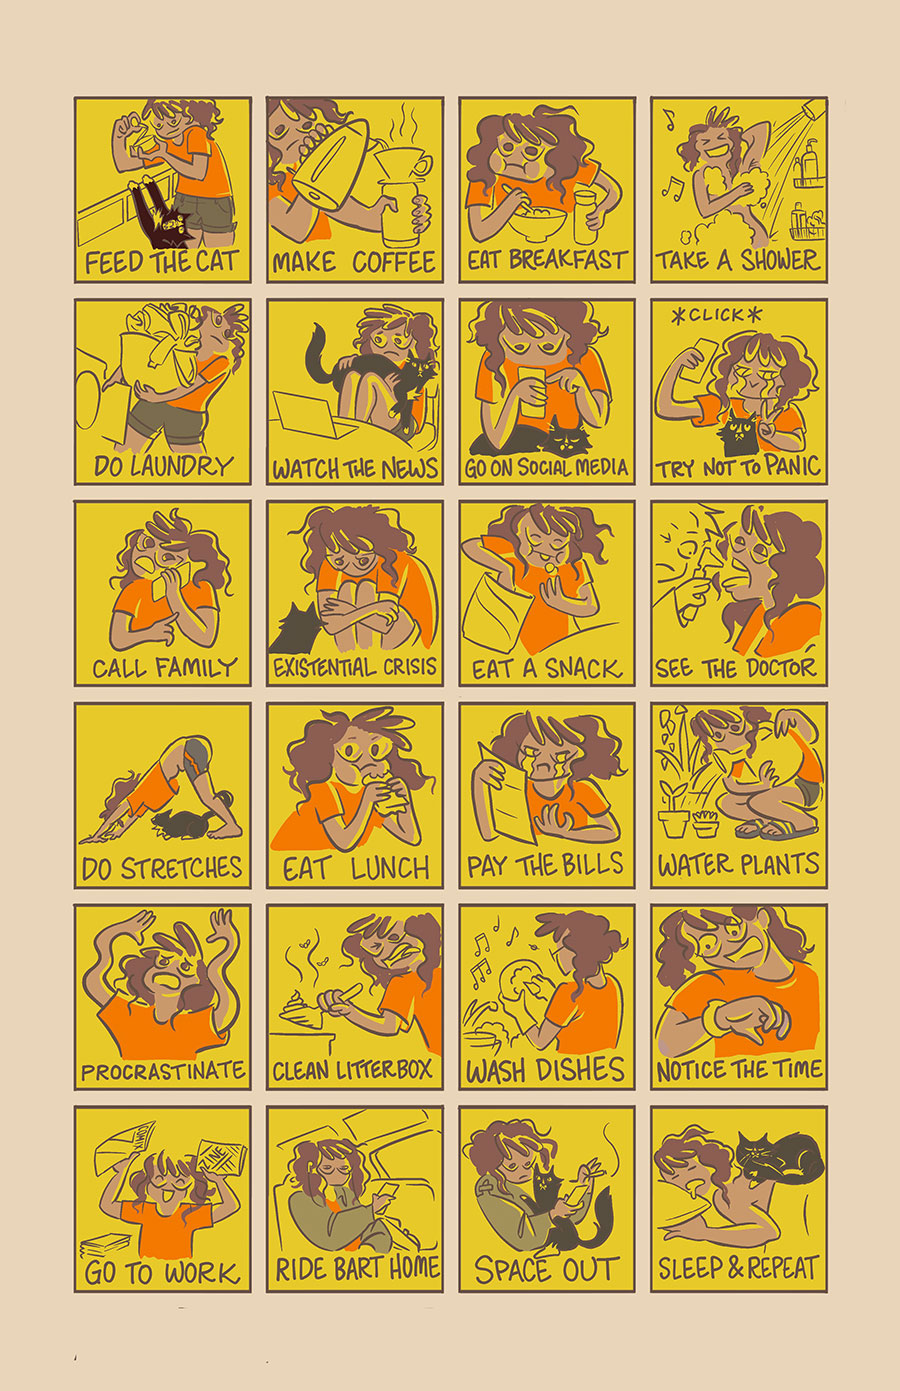 FEED THE CAT
MAKE COFFEE
EAT BREAKFAST
TAKE A SHOWER
DO LAUNDRY
WATCH THE NEWS
GO ON SOCIAL MEDIA
*CLICK*
TRY NOT TO PANIC
CALL FAMILY
EXISTENTIAL CRISIS
EAT A SNACK
SEE THE DOCTOR
DO STRETCHES
EAT LUNCH
PAY THE BILLS
WATER PLANTS
PROCRASTINATE
CLEAN LITTERBOX
WASH DISHES
NOTICE THE TIME
COMIX
ZINE
GO TO WORK
RIDE BART HOME
SPACE OUT
SLEEP & REPEAT